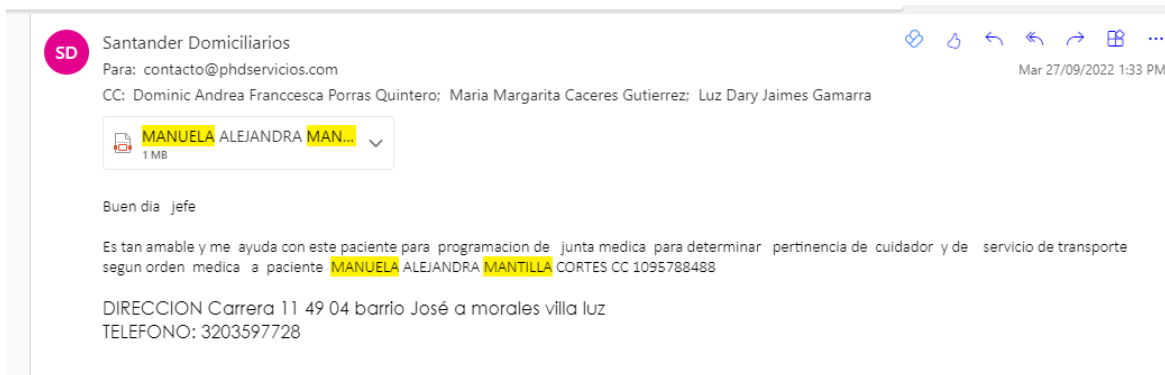 SD
Santander Domiciliarios
Para: contacto@phdservicios.com
Mar 27/09/2022 1:33 PM
CC: Dominic Andrea Franccesca Porras Quintero; Maria Margarita Caceres Gutierrez; Luz Dary Jaimes Gamarra
MANUELA ALEJANDRA MAN...
1 MB
Buen dia jefe
Es tan amable y me ayuda con este paciente para programacion de junta medica para determinar pertinencia de cuidador y de servicio de transporte
segun orden medica a paciente MANUELA ALEJANDRA MANTILLA CORTES CC 1095788488
DIRECCION Carrera 11 49 04 barrio José a morales villa luz
TELEFONO: 3203597728